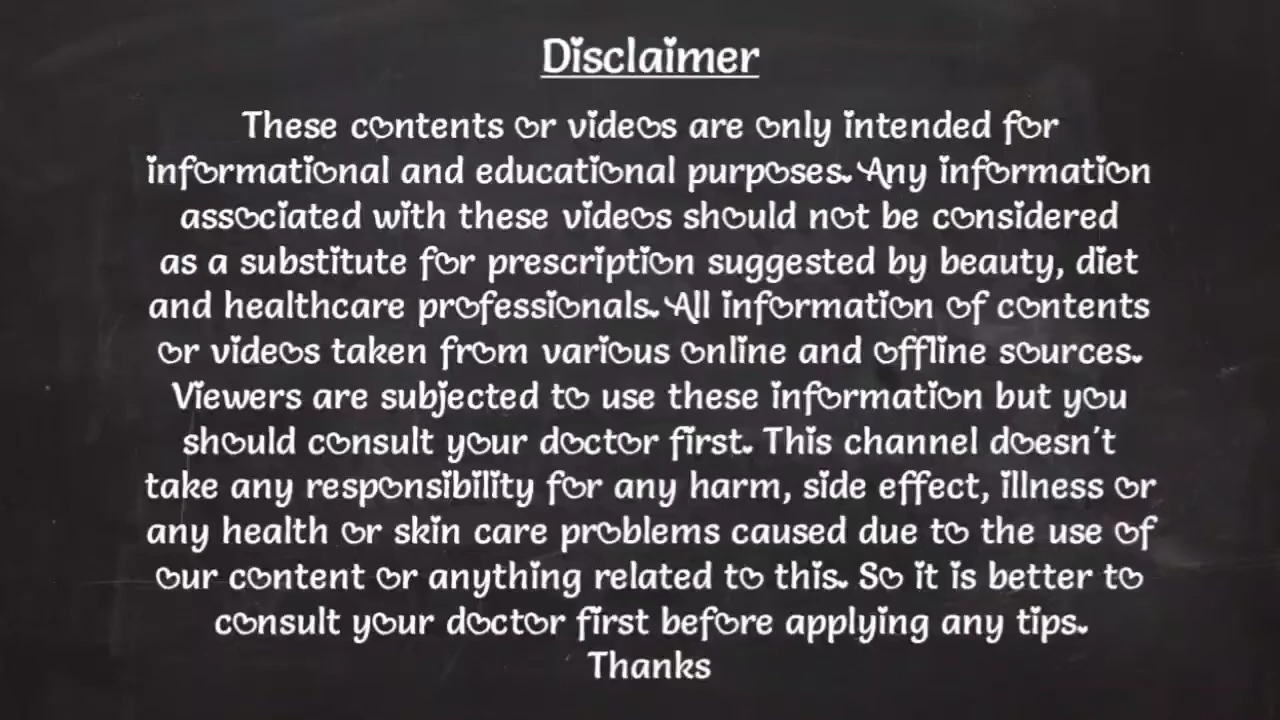 Disclaimer
These contents or videos are only intended for
informational and educational purposes. Any information
associated with these videos should not be considered
as a substitute for prescription suggested by beauty, diet
and healthcare professionals. All information of contents
or videos taken from various online and offline sources.
Viewers are subjected to use these information but you
should consult your doctor first. This channel doesn't
take any responsibility for any harm, side effect, illness or
any health or skin care problems caused due to the use of
our content or anything related to this. So it is better to
consult your doctor first before applying any tips.
Thanks